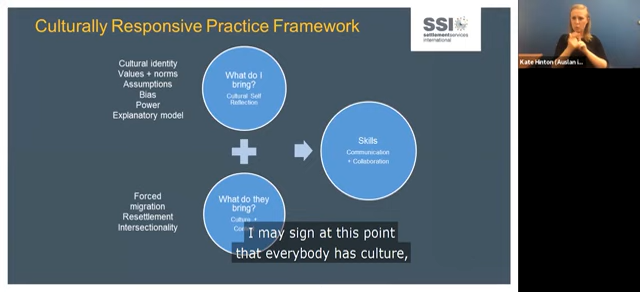 Culturally Responsive Practice Framework
SSI
settlement services
international
Cultural identity
Values + norms
Assumptions
Bias
Power
Explanatory model
What do I
bring?
Cultural Self
Reflection
Skills
Communication
+ Collaboration
Forced
migration
Resettlement
Intersectionality
What do they
bring?
Culture +
I may sign at this point
that everybody has culture,
Kate Hinton (Auslan i...